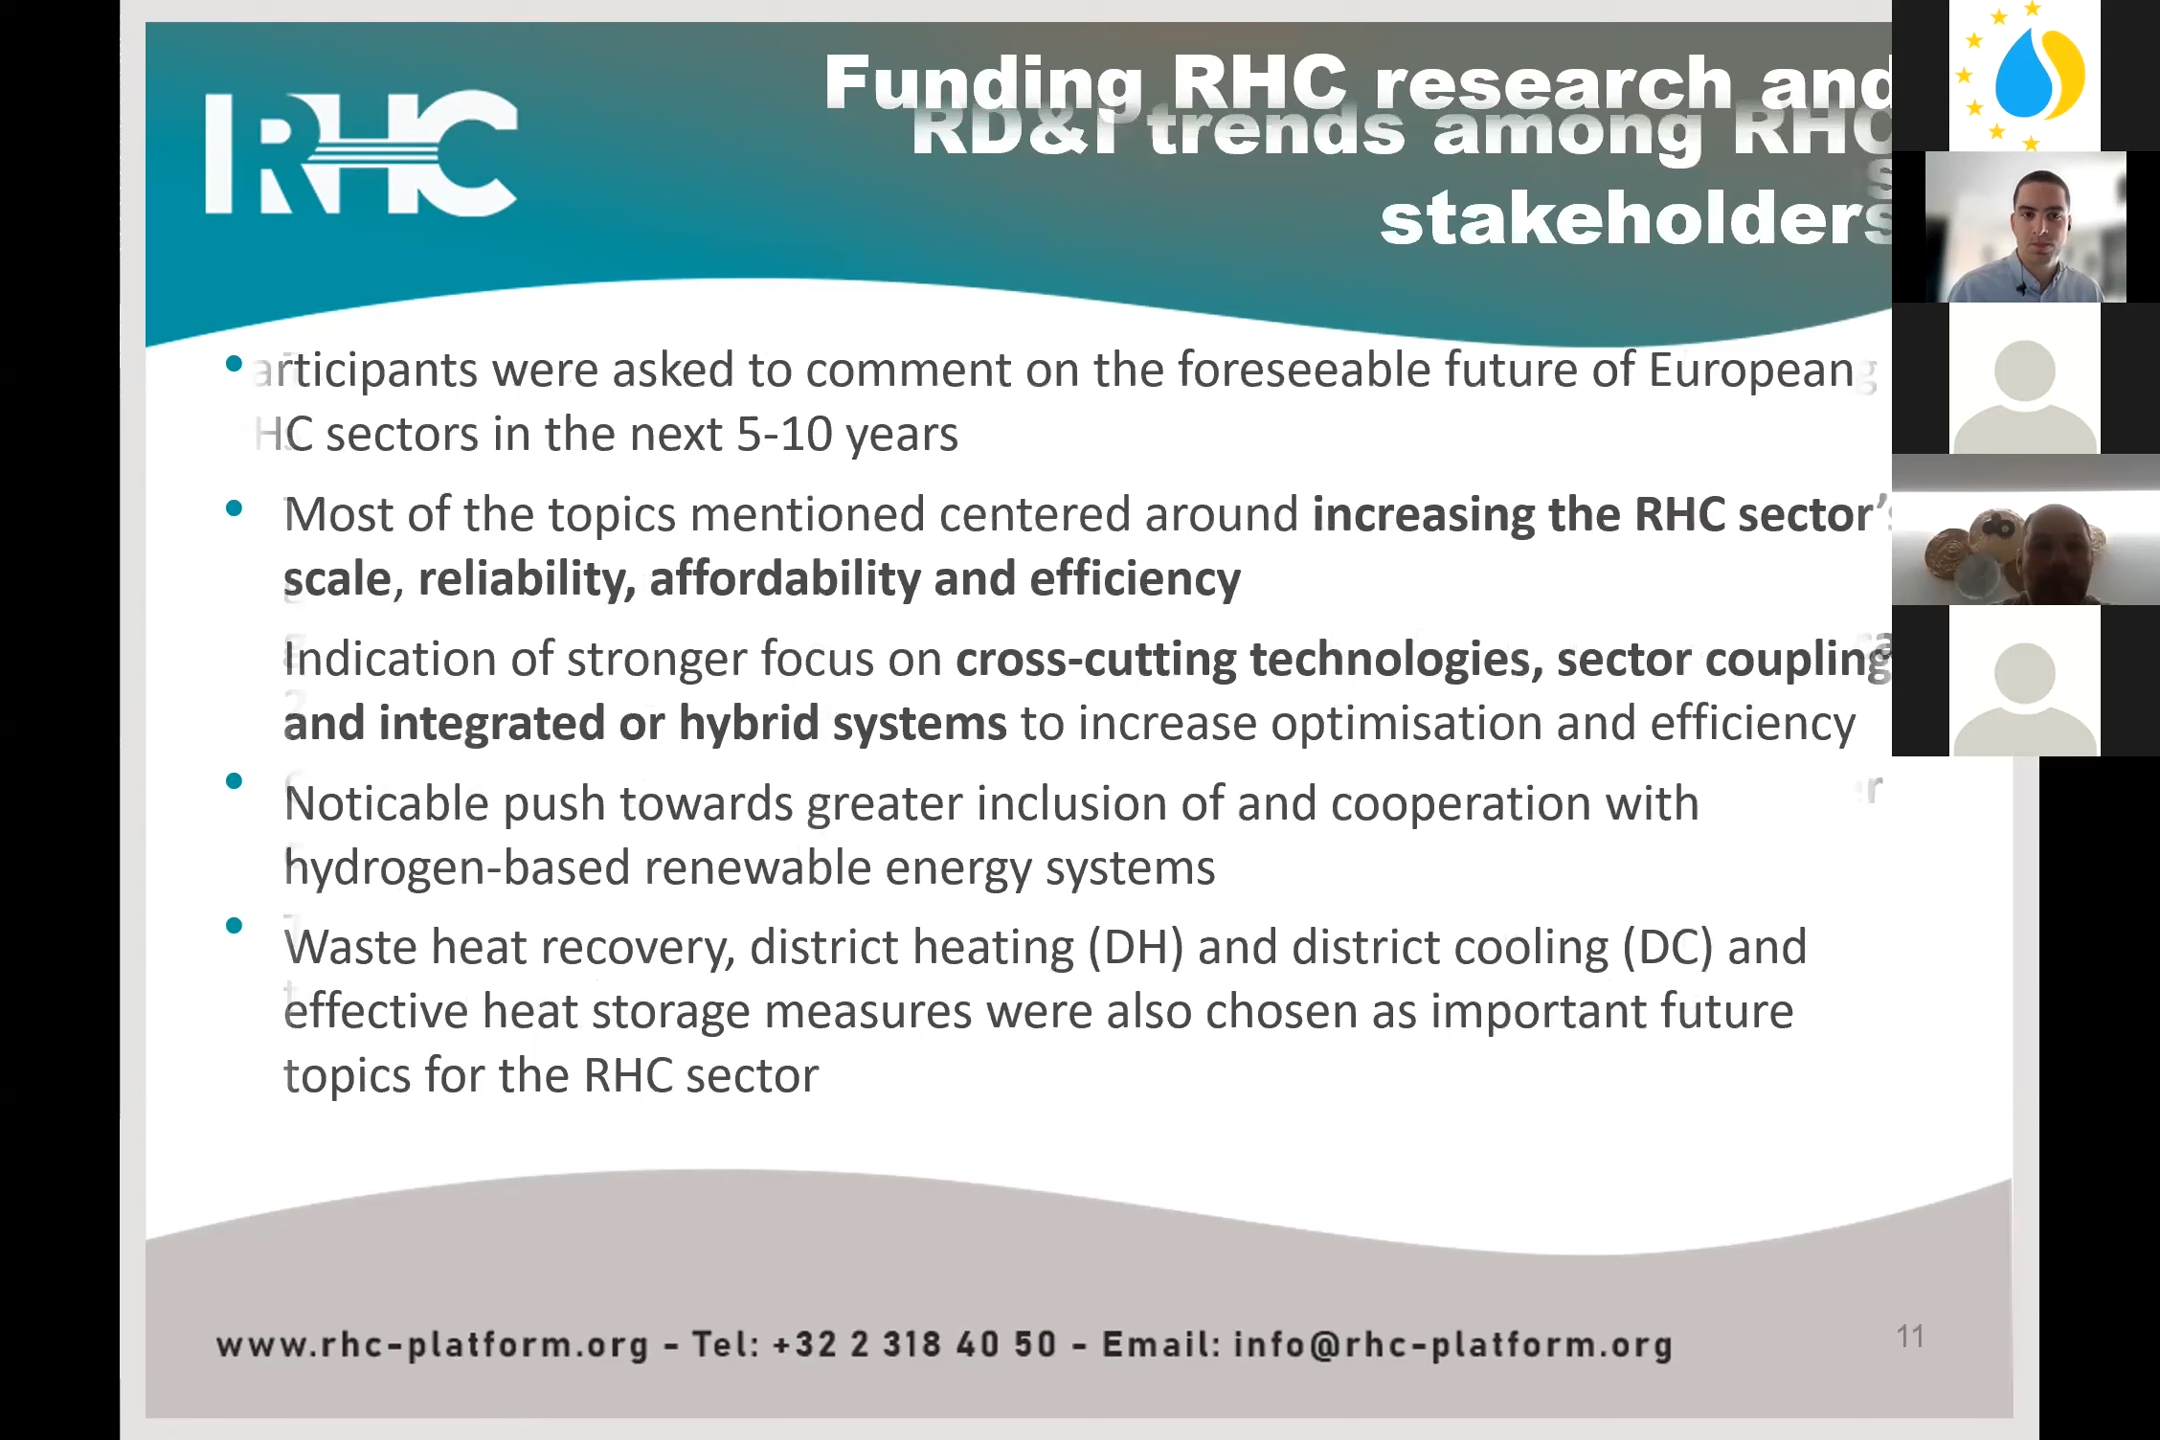 RHC
Funding RHC research and
RD&I trends among RHC
stakeholders
articipants were asked to comment on the foreseeable future of European
HC sectors in the next 5-10 years
Most of the topics mentioned centered around increasing the RHC sector's
scale, reliability, affordability and efficiency
Indication of stronger focus on cross-cutting technologies, sector coupling
and integrated or hybrid systems to increase optimisation and efficiency
Noticable push towards greater inclusion of and cooperation with
hydrogen-based renewable energy systems
Waste heat recovery, district heating (DH) and district cooling (DC) and
effective heat storage measures were also chosen as important future
topics for the RHC sector
www.rhc-platform.org - Tel: +32 2 318 40 50 - Email: info@rhc-platform.org
11